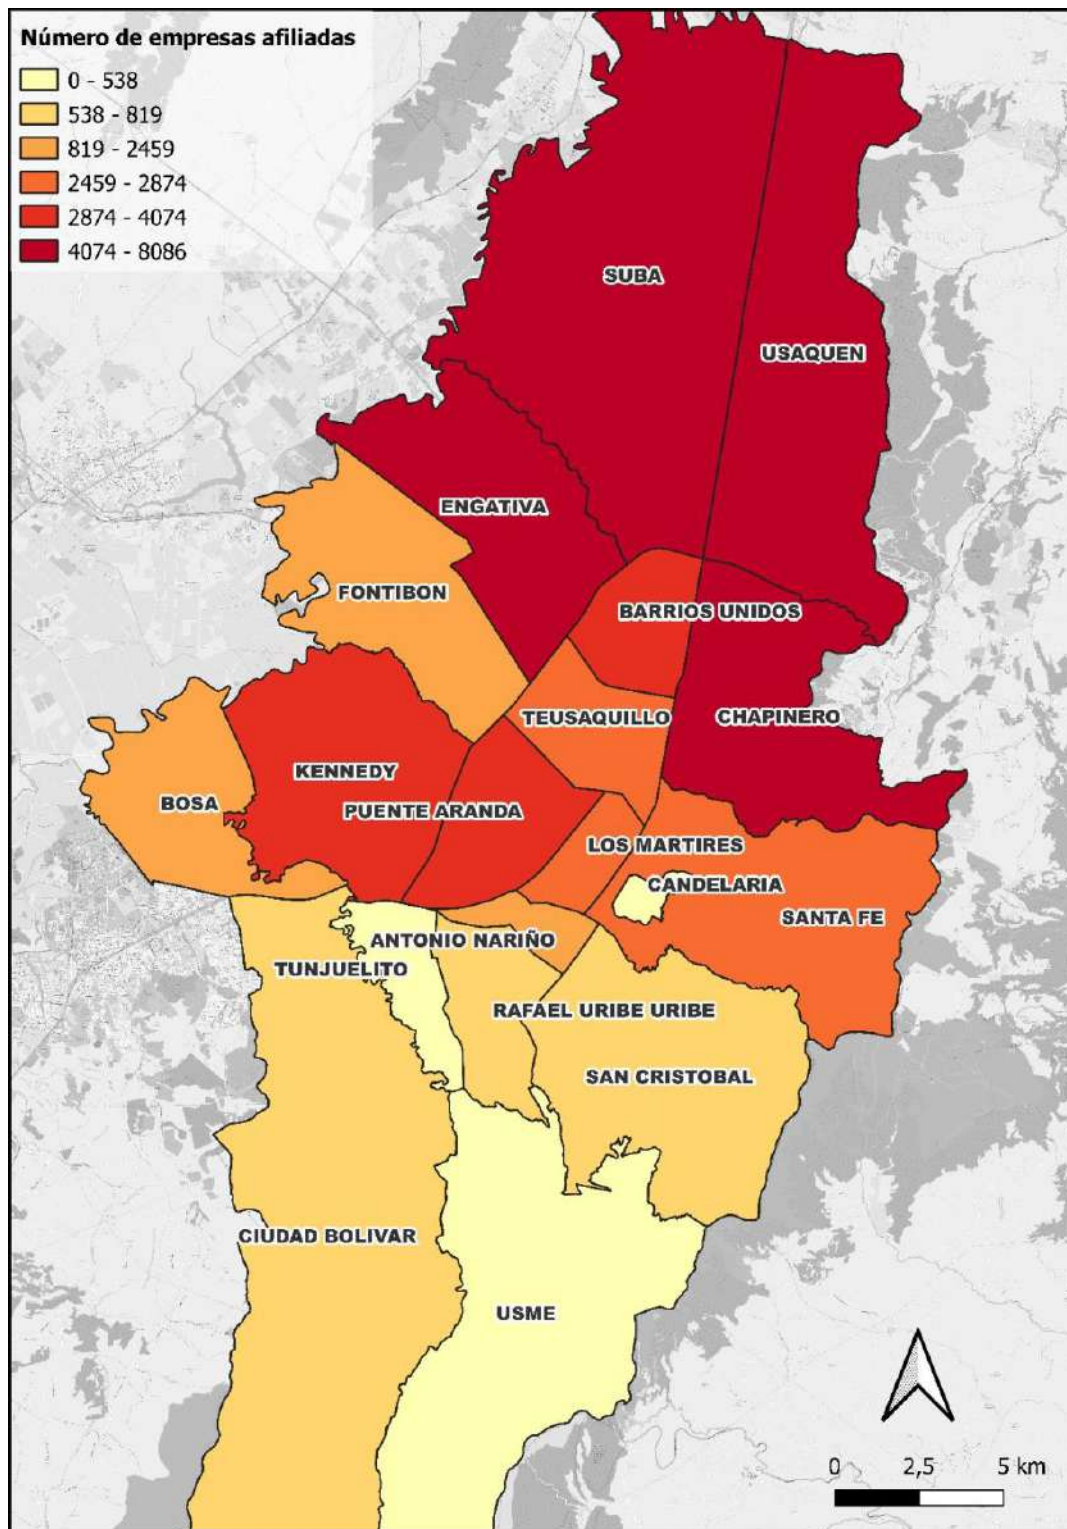 Número de empresas afiliadas
0 - 538
538 - 819
819 - 2459
2459 - 2874
2874 - 4074
4074 - 8086
SUBA
USAQUEN
ENGATIVA
FONTIBON
BARRIOS UNIDOS
TEUSAQUILLO
CHAPINERO
KENNEDY
BOSA
PUENTE ARANDA
LOS MARTIRES
CANDELARIA
SANTA FE
ANTONIO NARIÑO
TUNJUELITO
RAFAEL URIBE URIBE
SAN CRISTOBAL
CIUDAD BOLIVAR
USME
0 2,5 5 km